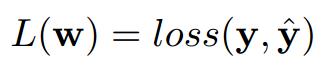 L(w) = loss(y, ŷ)